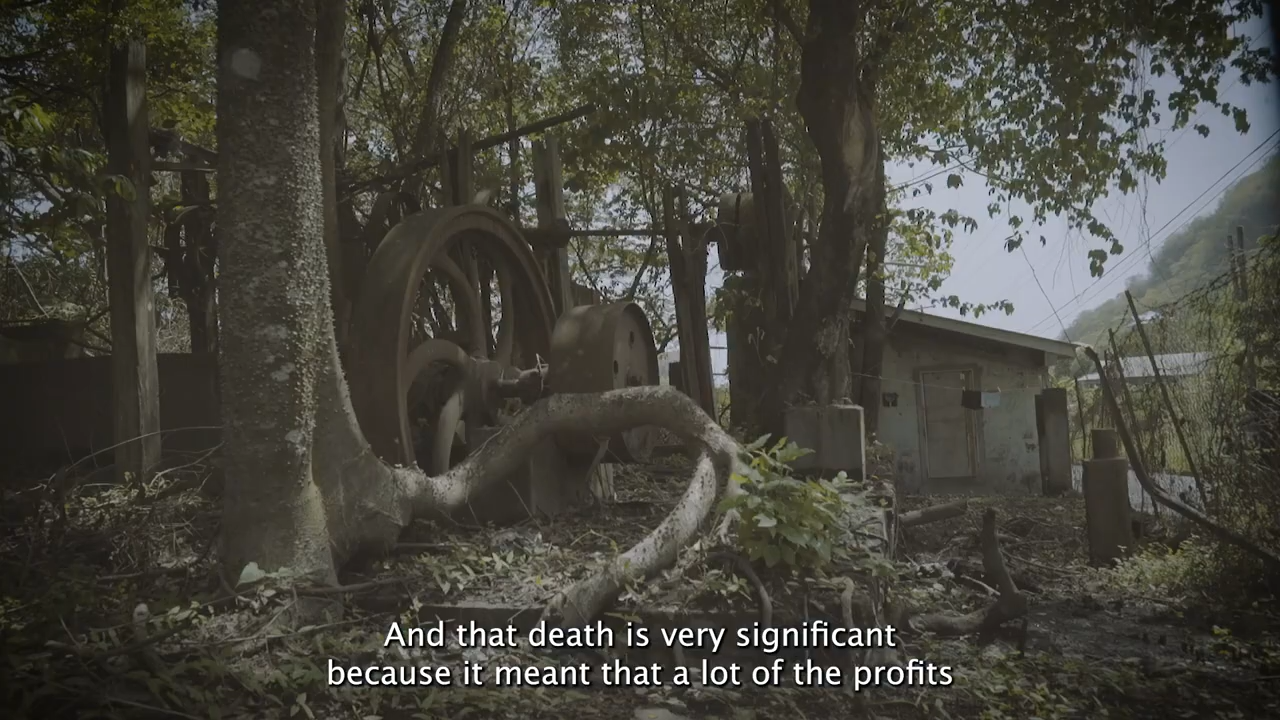 And that death is very significant
because it meant that a lot of the profits